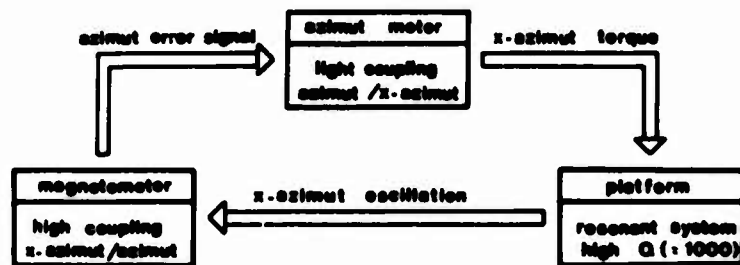 azimut motor
azimut error signal
x-azimut torque
light coupling
azimut / x-azimut
magnetometer
x-azimut oscillation
platform
high coupling
x-azimut/azimut
resonant system
high Q (≈1000)